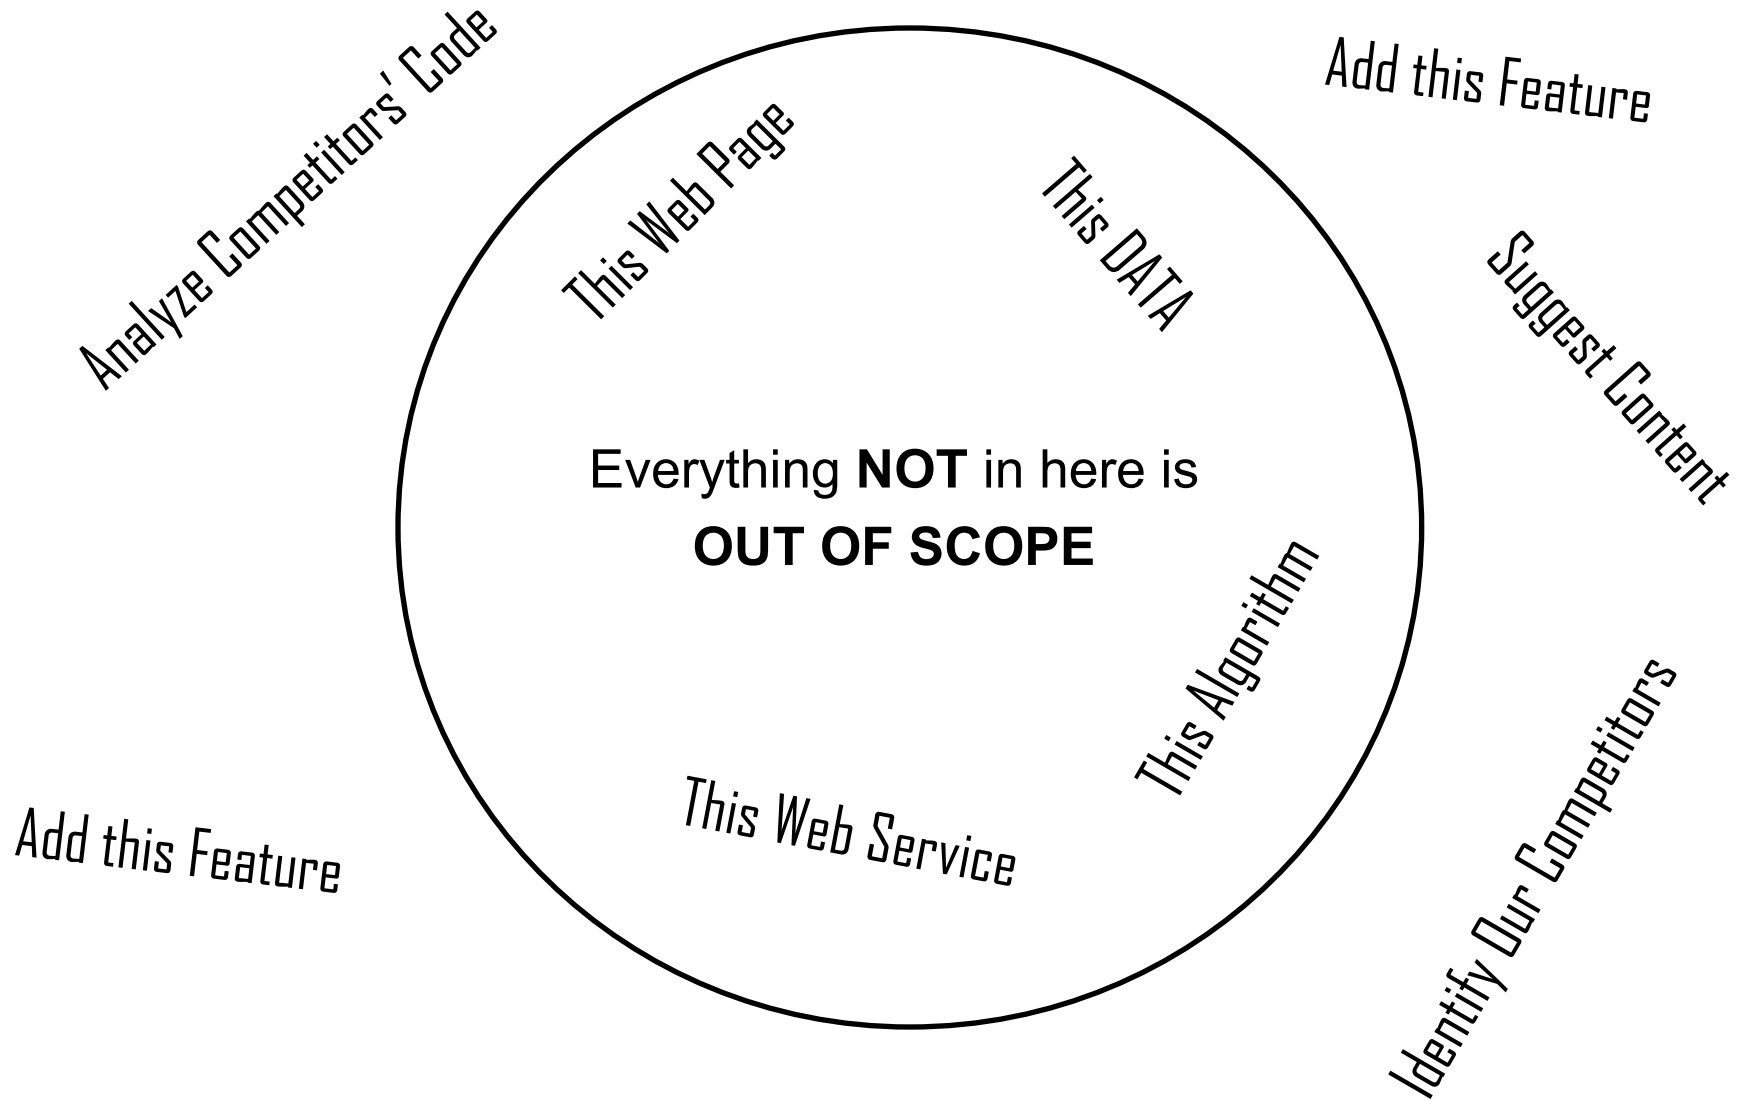 Analyze Competitors' Code
Add this Feature
This Web Page
This DATA
Suggest Content
Everything NOT in here is
OUT OF SCOPE
This Algorithm
Identify Our Competitors
This Web Service
Add this Feature